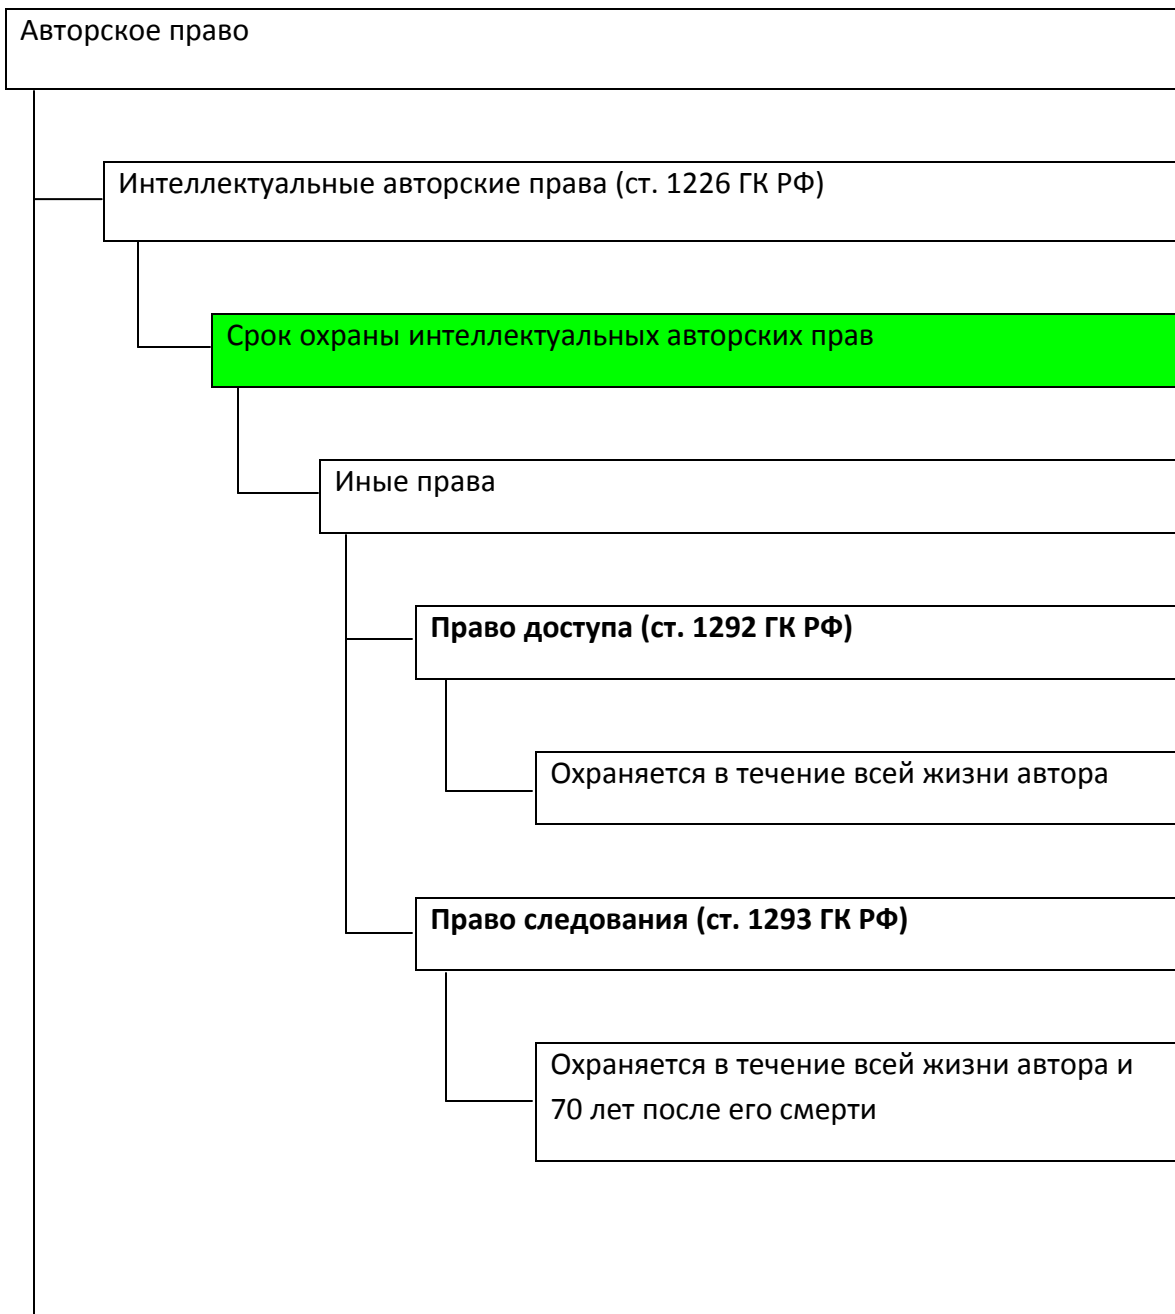 Авторское право
Интеллектуальные авторские права (ст. 1226 ГК РФ)
Срок охраны интеллектуальных авторских прав
Иные права
Право доступа (ст. 1292 ГК РФ)
Охраняется в течение всей жизни автора
Право следования (ст. 1293 ГК РФ)
Охраняется в течение всей жизни автора и
70 лет после его смерти